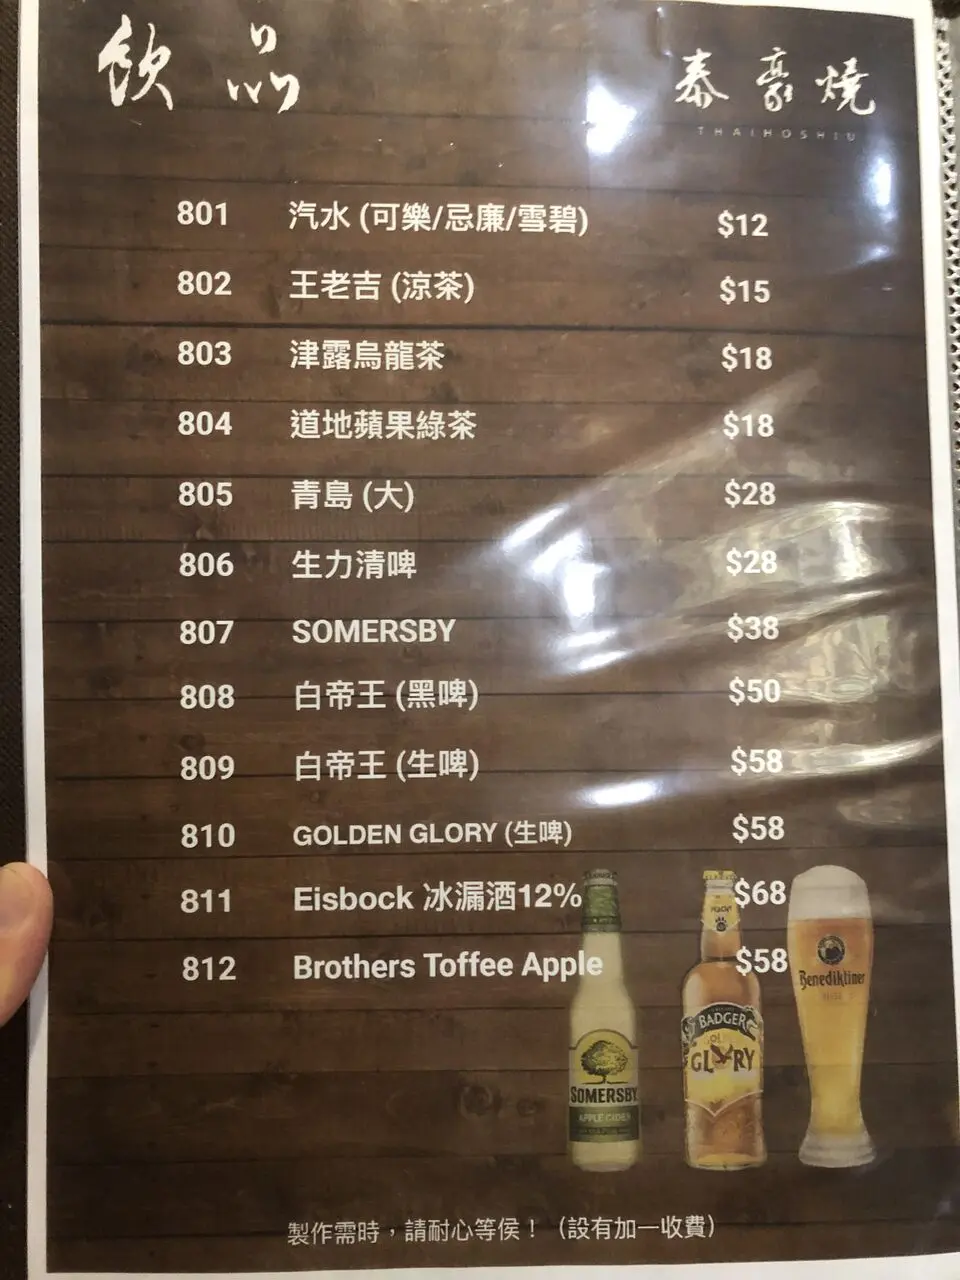 飲品
泰豪燒
THAIHOSHIU
801 汽水 (可樂/忌廉/雪碧) $12
802 王老吉 (涼茶) $15
803 津露烏龍茶 $18
804 道地蘋果綠茶 $18
805 青島 (大) $28
806 生力清啤 $28
807 SOMERSBY $38
808 白帝王 (黑啤) $50
809 白帝王 (生啤) $58
810 GOLDEN GLORY (生啤) $58
811 Eisbock 冰漏酒12% $68
812 Brothers Toffee Apple $58
Benediktiner
BADGER
GLORY
SOMERSBY
APPLE CIDER
製作需時，請耐心等侯！（設有加一收費）